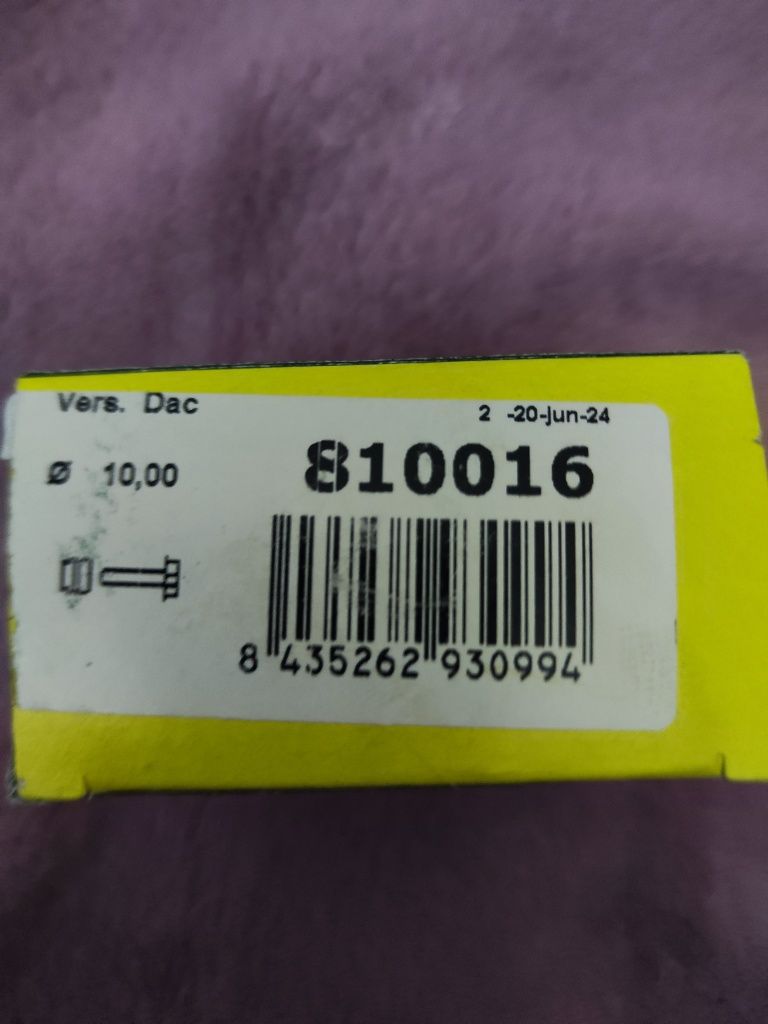 Vers. Dac
2 -20-jun-24
Ø 10,00
810016
8 435262 930994